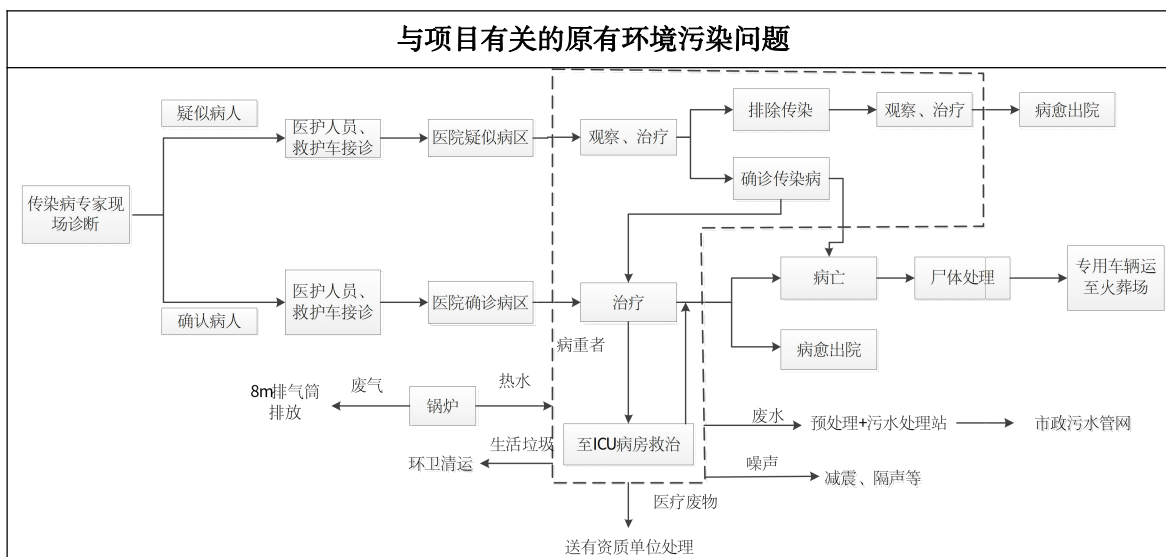 与项目有关的原有环境污染问题
疑似病人
医护人员、
救护车接诊
医院疑似病区
观察、治疗
排除传染
观察、治疗
病愈出院
确诊传染病
传染病专家现
场诊断
确认病人
医护人员、
救护车接诊
医院确诊病区
治疗
病亡
尸体处理
专用车辆运
至火葬场
病愈出院
病重者
8m排气筒
排放
废气
锅炉
热水
至ICU病房救治
生活垃圾
环卫清运
废水
预处理+污水处理站
市政污水管网
噪声
减震、隔声等
医疗废物
送有资质单位处理